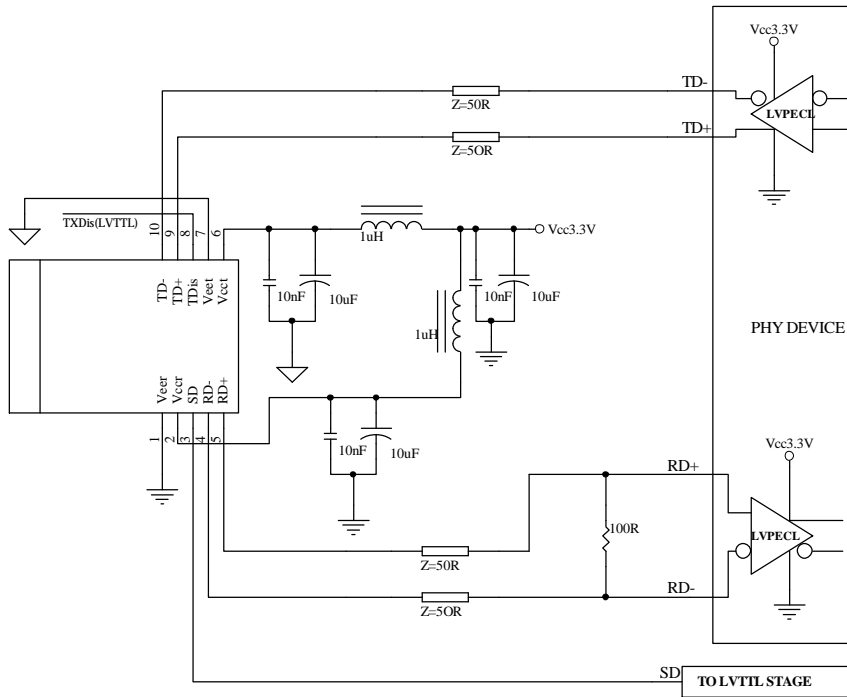 Vcc3.3V
TD-
Z=50R
LVPECL
TD+
Z=5OR
TXDis(LVTTL)
10
9
8
7
6
1uH
Vcc3.3V
TD-
TD+
TDis
Veet
Vcct
10nF
10uF
10nF
10uF
1uH
PHY DEVICE
Veer
Vccr
SD
RD-
RD+
1
2
3
4
5
10nF
10uF
Vcc3.3V
RD+
100R
LVPECL
Z=50R
RD-
Z=5OR
SD
TO LVTTL STAGE